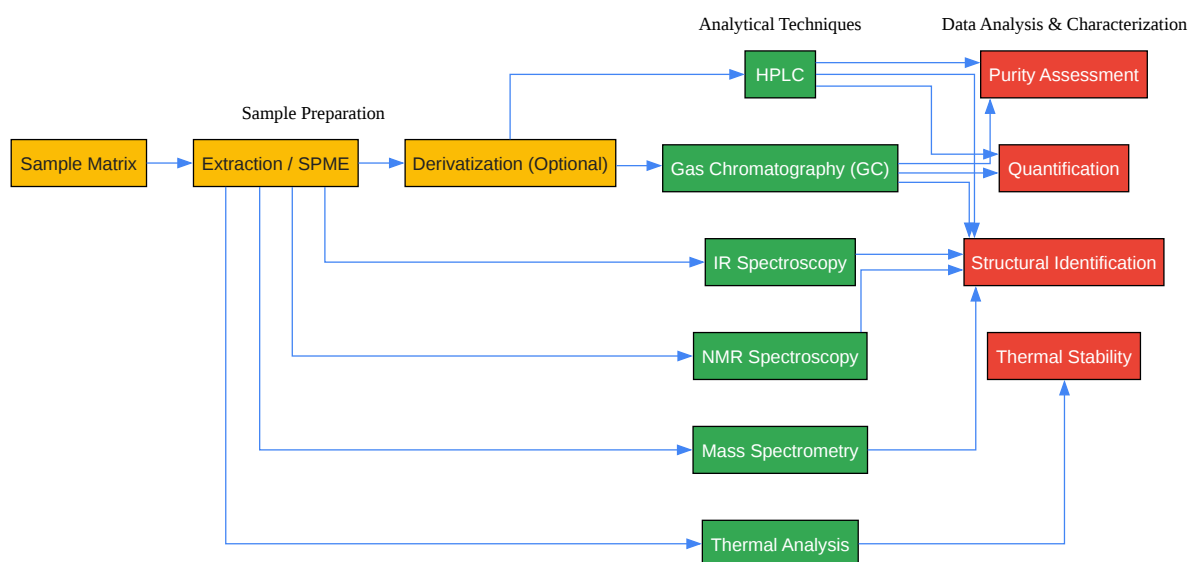 Analytical Techniques
Data Analysis & Characterization
HPLC
Purity Assessment
Sample Preparation
Sample Matrix
Extraction / SPME
Derivatization (Optional)
Gas Chromatography (GC)
Quantification
IR Spectroscopy
Structural Identification
NMR Spectroscopy
Thermal Stability
Mass Spectrometry
Thermal Analysis